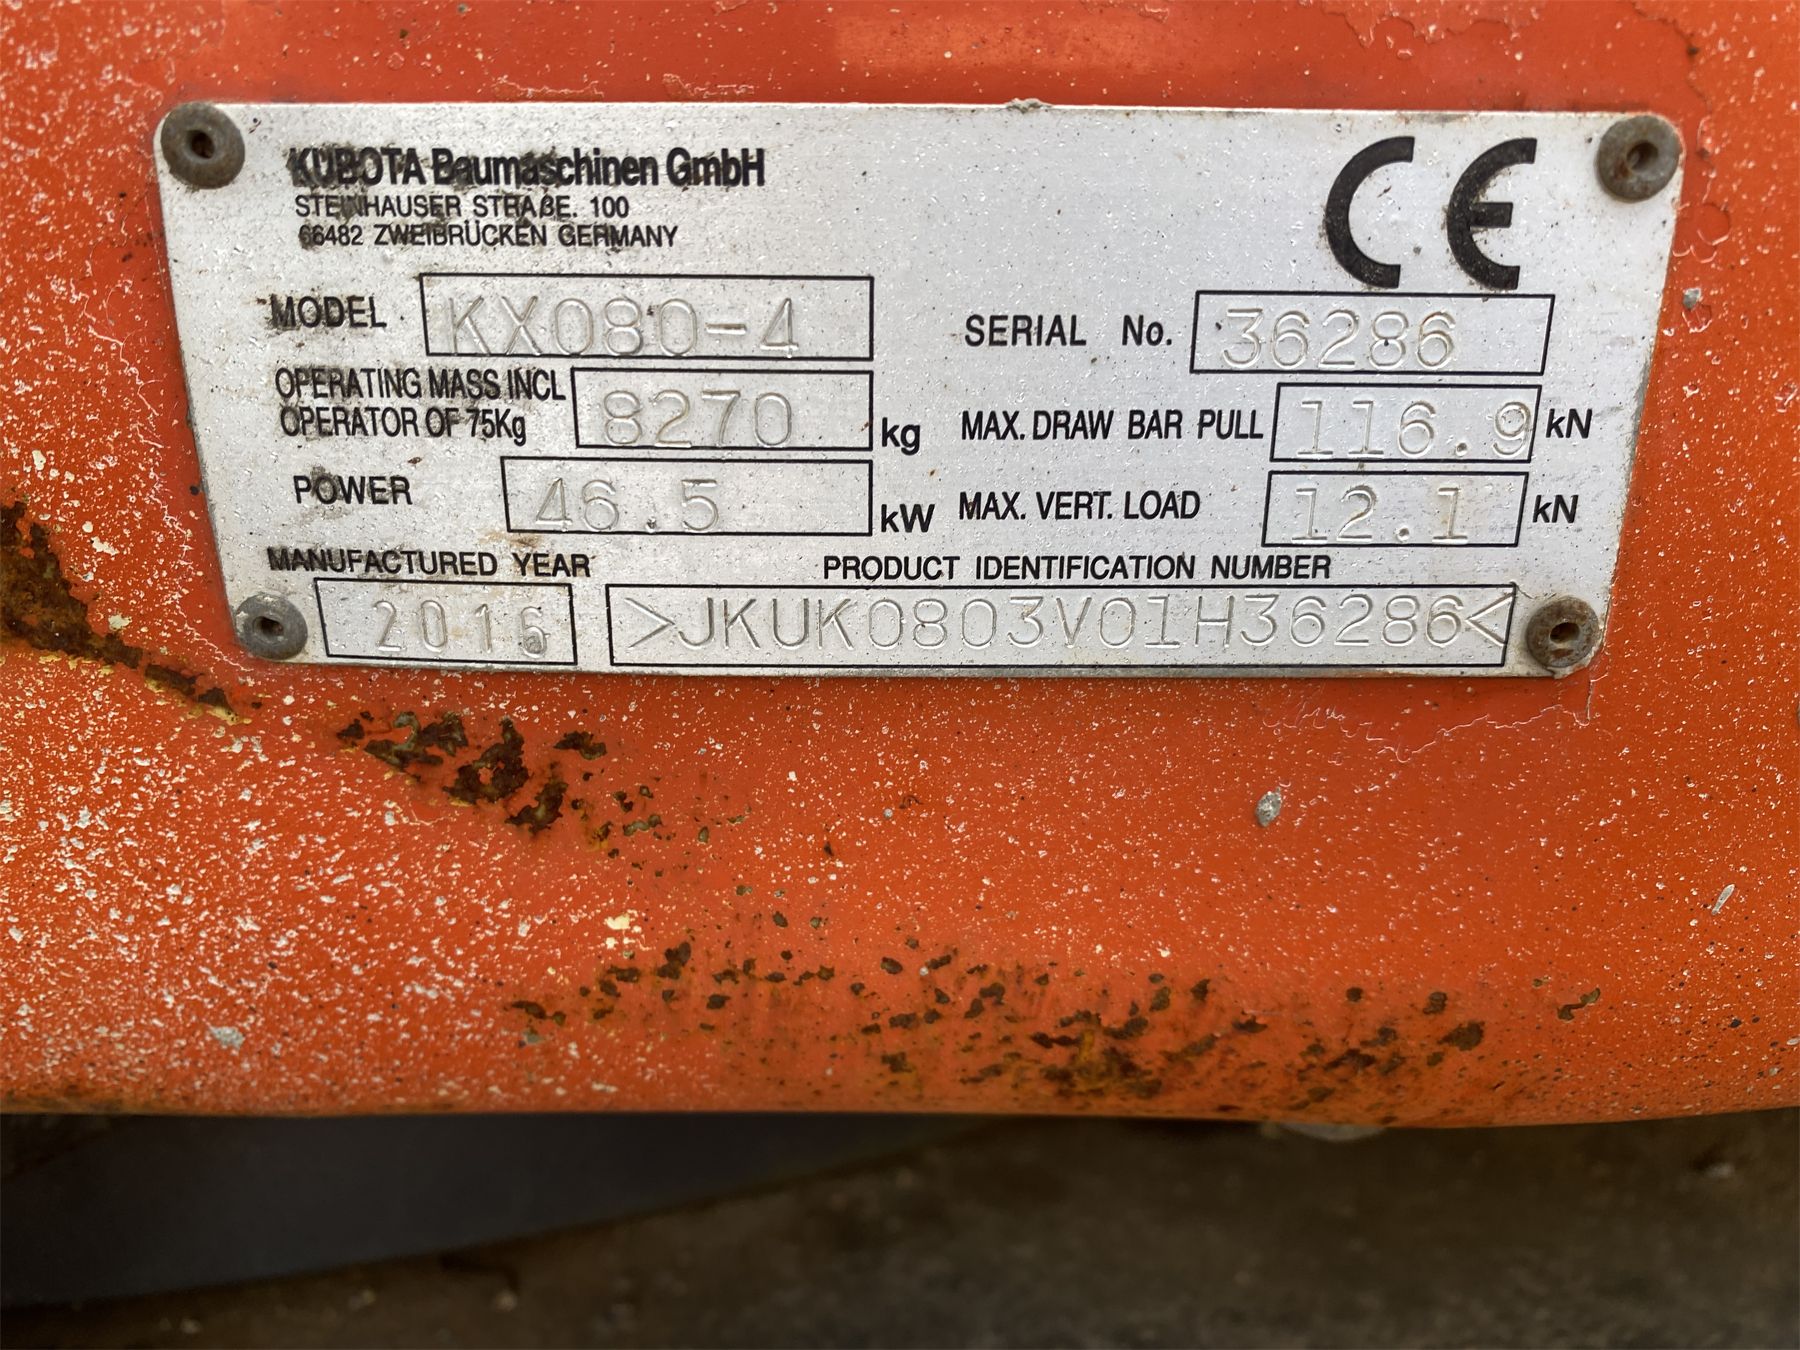 KUBOTA Baumaschinen GmbH
STEINHAUSER STRAßE. 100
66482 ZWEIBRÜCKEN GERMANY
CE
MODEL KX080-4
SERIAL No. 36286
OPERATING MASS INCL
OPERATOR OF 75Kg 8270 kg
MAX. DRAW BAR PULL 116.9 kN
POWER 46.5 kW
MAX. VERT. LOAD 12.1 kN
MANUFACTURED YEAR
2016
PRODUCT IDENTIFICATION NUMBER
>JKUK0803V01H36286<